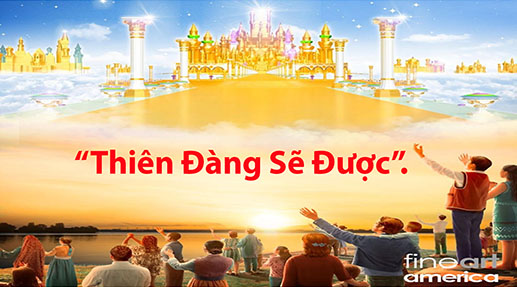 “Thiên Đàng Sẽ Được”.
fineart
america